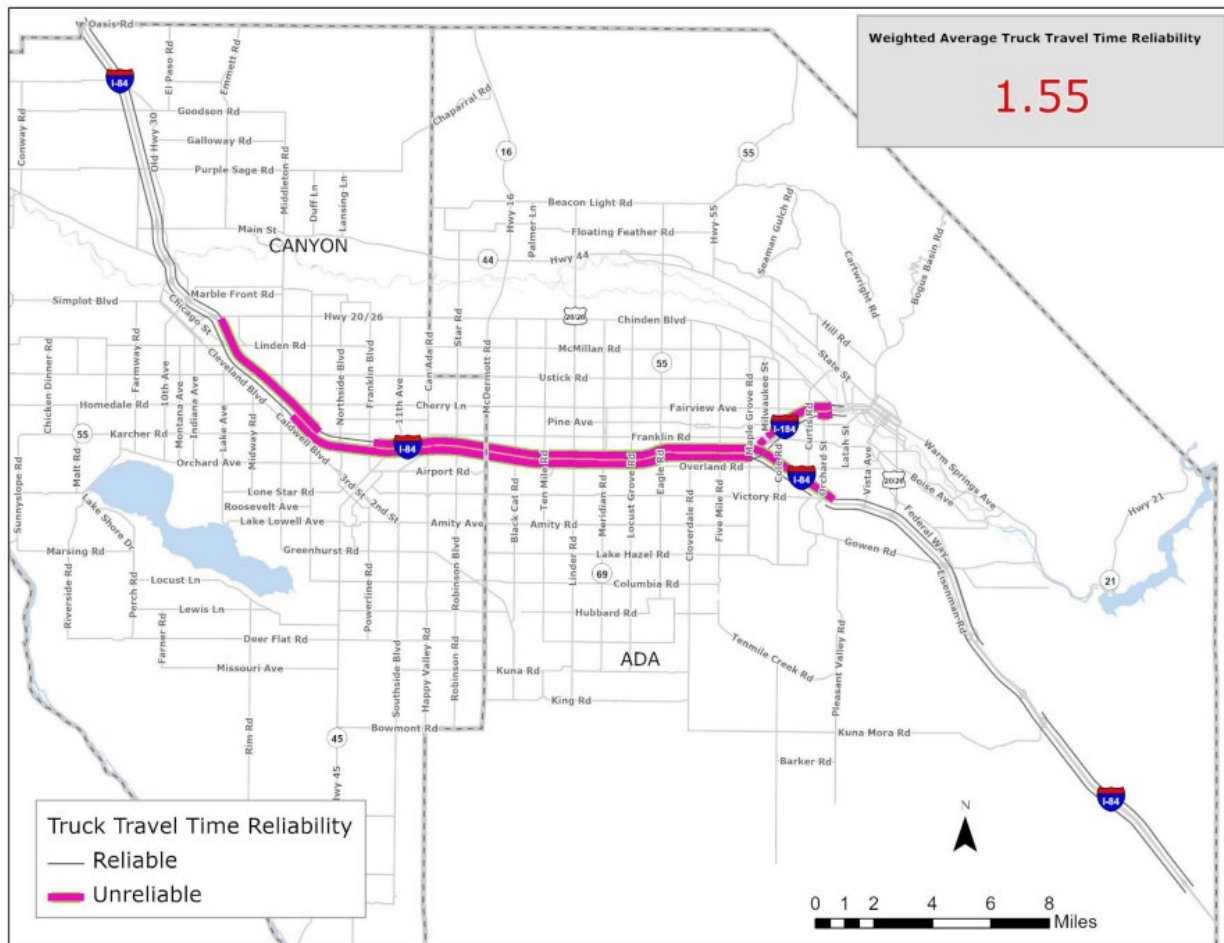 Oasis Rd
Weighted Average Truck Travel Time Reliability
1.55
I-84
El Paso Rd
Emmett Rd
Conway Rd
Old Hwy 30
Goodson Rd
Galloway Rd
Purple Sage Rd
Chaparral Rd
Middleton Rd
Duff Ln
Lansing Ln
16
55
Hwy 16
Palmer Ln
Beacon Light Rd
Floating Feather Rd
Hwy 55
Seaman Gulch Rd
Cartwright Rd
Bogus Basin Rd
Main St
CANYON
44
Hwy 44
Marble Front Rd
Simplot Blvd
Chicago St
Hwy 20/26
Star Rd
20/26
Chinden Blvd
Hill Rd
State St
Linden Rd
Cleveland Blvd
Chicken Dinner Rd
Farmway Rd
10th Ave
Montana Ave
Indiana Ave
Lake Ave
Midway Rd
Northside Blvd
Franklin Blvd
11th Ave
Can-Ada Rd
McDermott Rd
McMillan Rd
55
Ustick Rd
Maple Grove Rd
Milwaukee St
Homedale Rd
Cherry Ln
Fairview Ave
Pine Ave
Franklin Rd
I-184
Curtis Rd
55
Karcher Rd
Caldwell Blvd
I-84
Cole Rd
Orchard St
Latah St
Vista Ave
Warm Springs Ave
Malt Rd
Orchard Ave
Airport Rd
Overland Rd
I-84
20/26
Boise Ave
Sunnyslope Rd
Lake Shore Dr
Lone Star Rd
3rd St
2nd St
Black Cat Rd
Ten Mile Rd
Meridian Rd
Locust Grove Rd
Eagle Rd
Cloverdale Rd
Five Mile Rd
Victory Rd
Federal Way
Hwy 21
Roosevelt Ave
Lake Lowell Ave
Amity Ave
Amity Rd
Gowen Rd
Marsing Rd
Greenhurst Rd
Robinson Blvd
Linder Rd
Lake Hazel Rd
Eisenman Rd
Riverside Rd
Perch Rd
Locust Ln
Powerline Rd
69
Columbia Rd
21
Lewis Ln
Farner Rd
Hubbard Rd
Deer Flat Rd
Tenmile Creek Rd
Pleasant Valley Rd
Missouri Ave
Southside Blvd
Happy Valley Rd
Robinson Rd
Kuna Rd
ADA
King Rd
Rim Rd
45
Bowmont Rd
Kuna Mora Rd
Barker Rd
Hwy 45
I-84
Truck Travel Time Reliability
Reliable
Unreliable
N
0 1 2 4 6 8
Miles